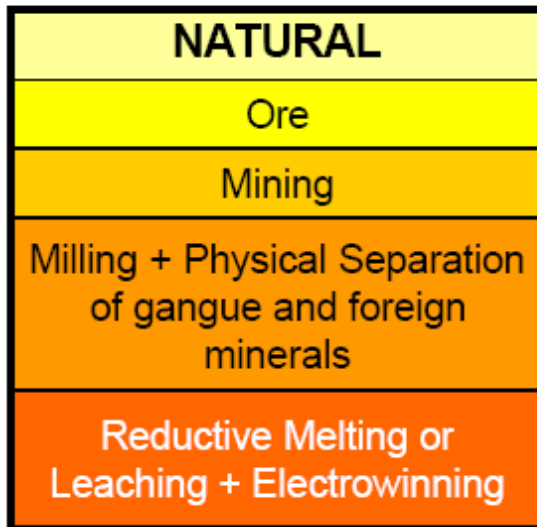 NATURAL
Ore
Mining
Milling + Physical Separation
of gangue and foreign
minerals
Reductive Melting or
Leaching + Electrowinning